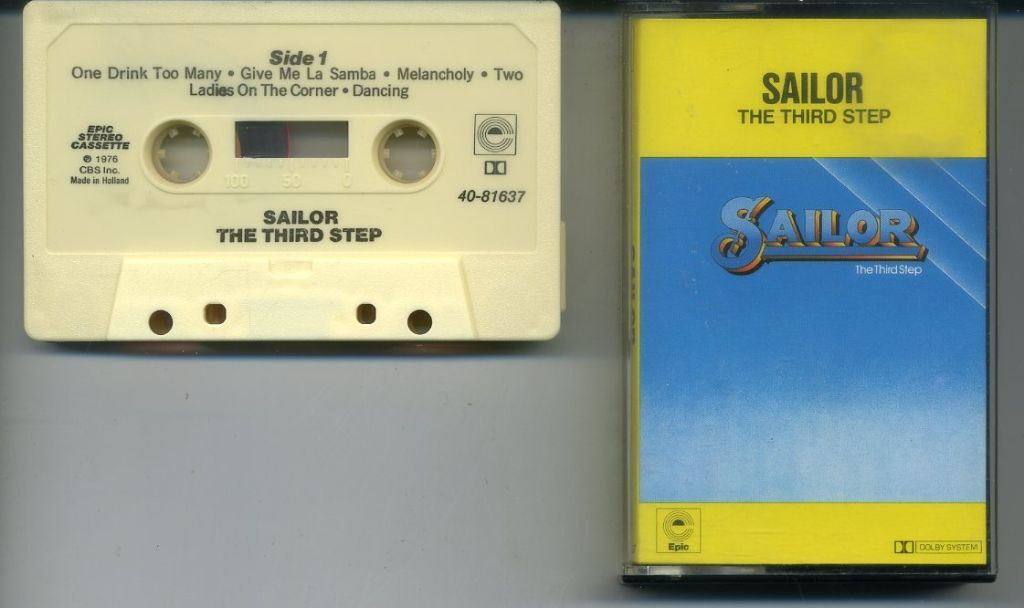 Side 1
One Drink Too Many • Give Me La Samba • Melancholy • Two
Ladies On The Corner • Dancing
EPIC
STEREO
CASSETTE
℗ 1976
CBS Inc.
Made in Holland
100 50 0
40-81637
SAILOR
THE THIRD STEP
SAILOR
THE THIRD STEP
SAILOR
The Third Step
Epic
DOLBY SYSTEM